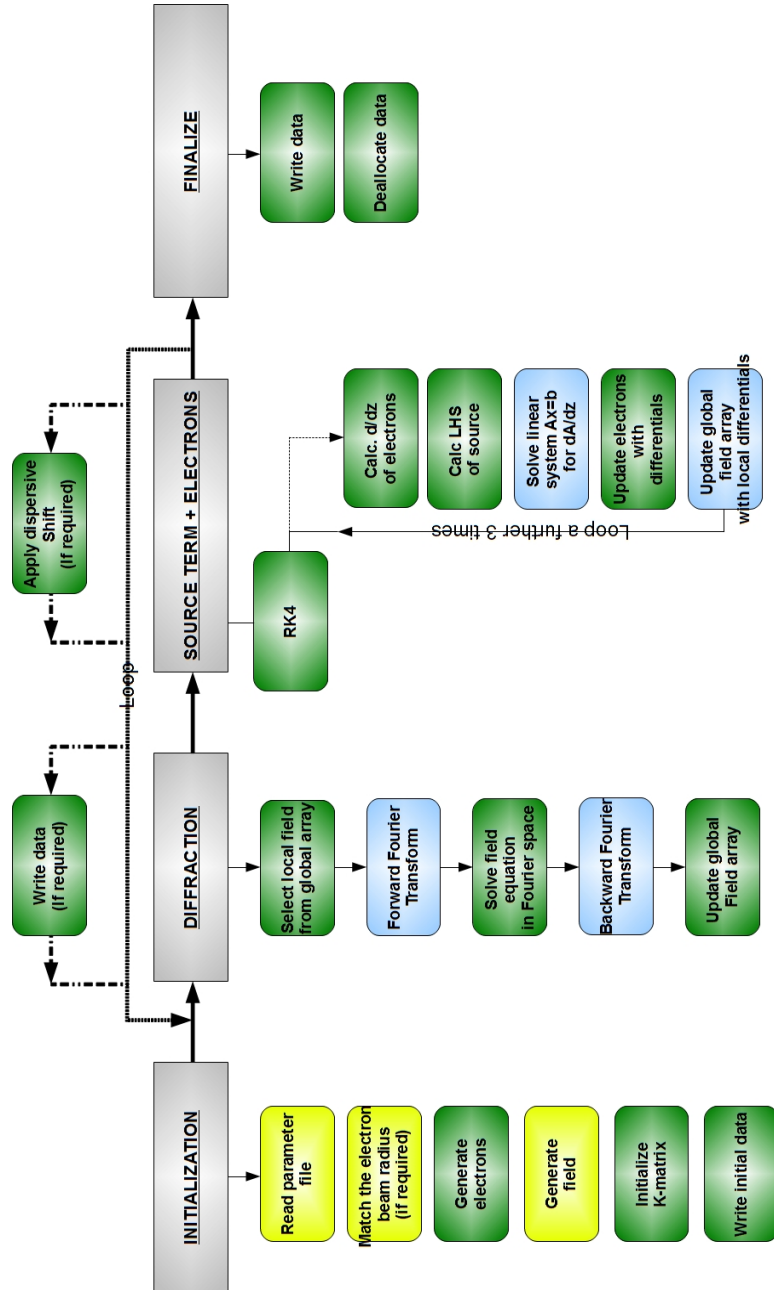 INITIALIZATION
Read parameter
file
Match the electron
beam radius
(if required)
Generate
electrons
Generate
field
Initialize
K-matrix
Write initial data
DIFFRACTION
Select local field
from global array
Forward Fourier
Transform
Solve field
equation
in Fourier space
Backward Fourier
Transform
Update global
Field array
SOURCE TERM + ELECTRONS
RK4
Calc. d/dz
of electrons
Calc LHS
of source
Solve linear
system Ax=b
for dA/dz
Update electrons
with
differentials
Update global
field array
with local differentials
Loop a further 3 times
FINALIZE
Write data
Deallocate data
Loop
Write data
(If required)
Apply dispersive
Shift
(If required)